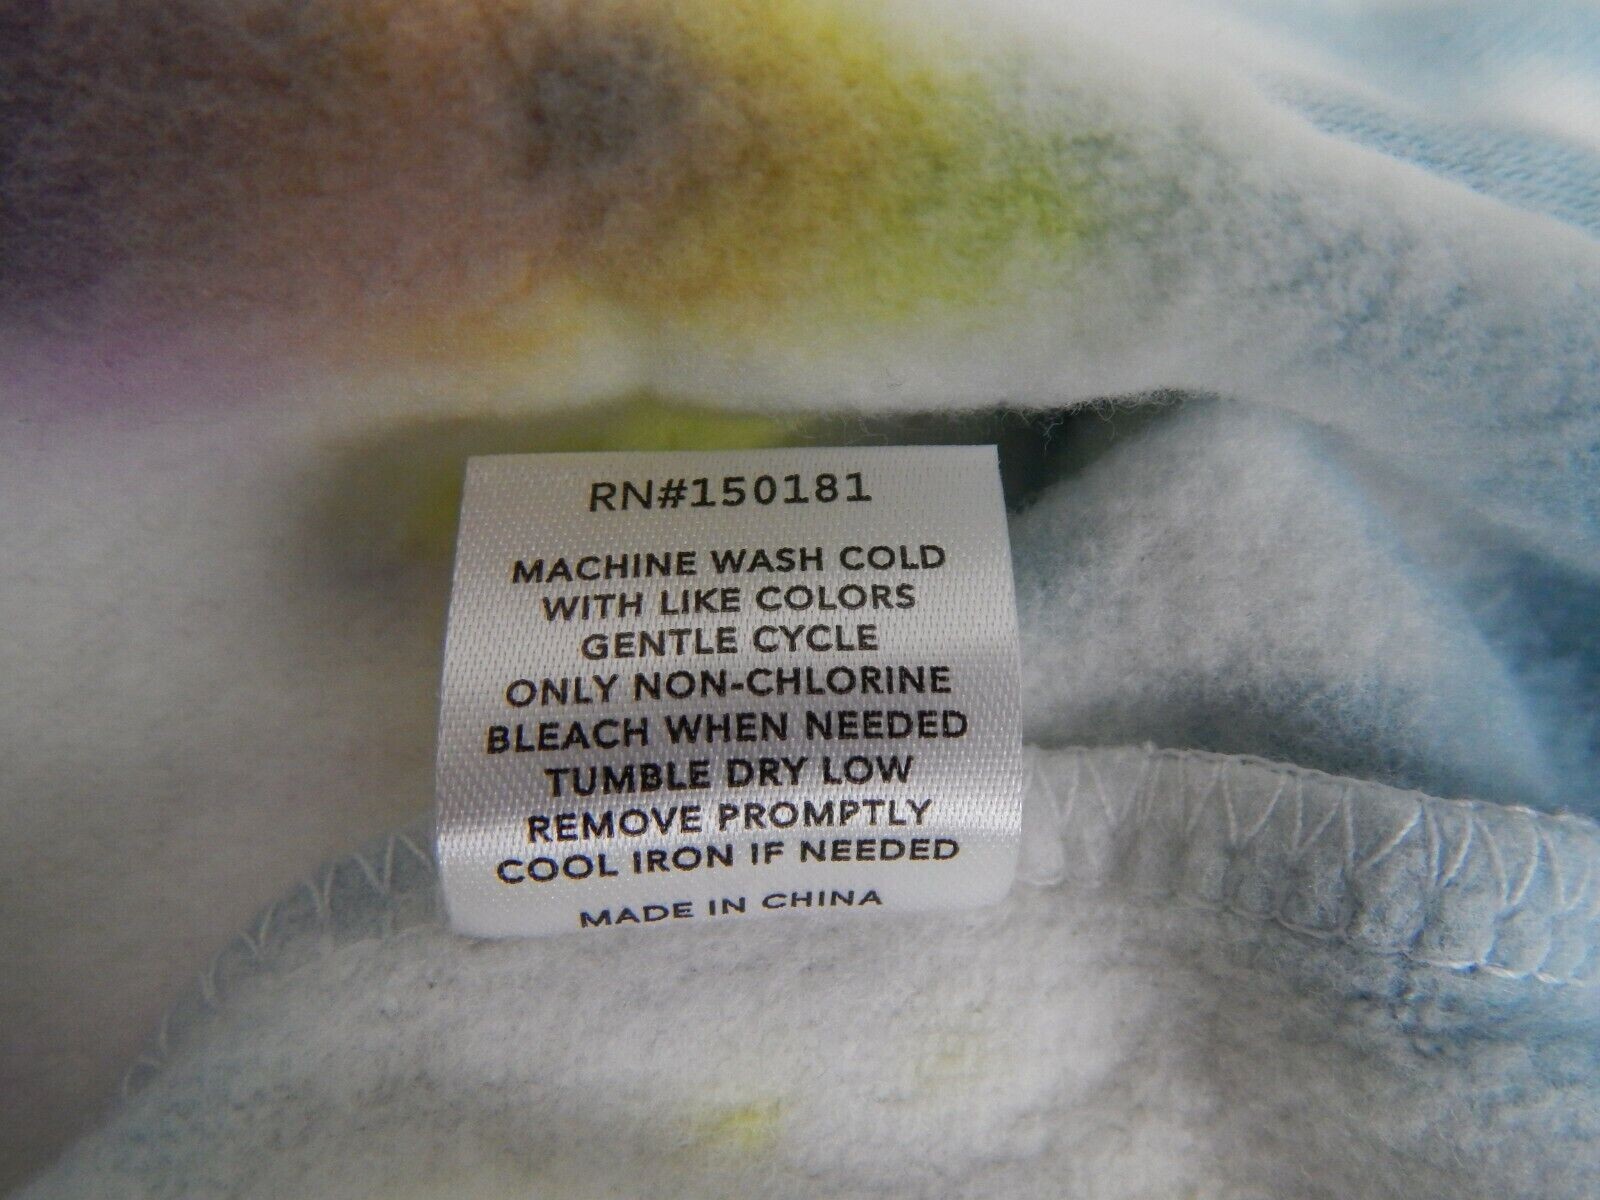 RN#150181
MACHINE WASH COLD
WITH LIKE COLORS
GENTLE CYCLE
ONLY NON-CHLORINE
BLEACH WHEN NEEDED
TUMBLE DRY LOW
REMOVE PROMPTLY
COOL IRON IF NEEDED
MADE IN CHINA